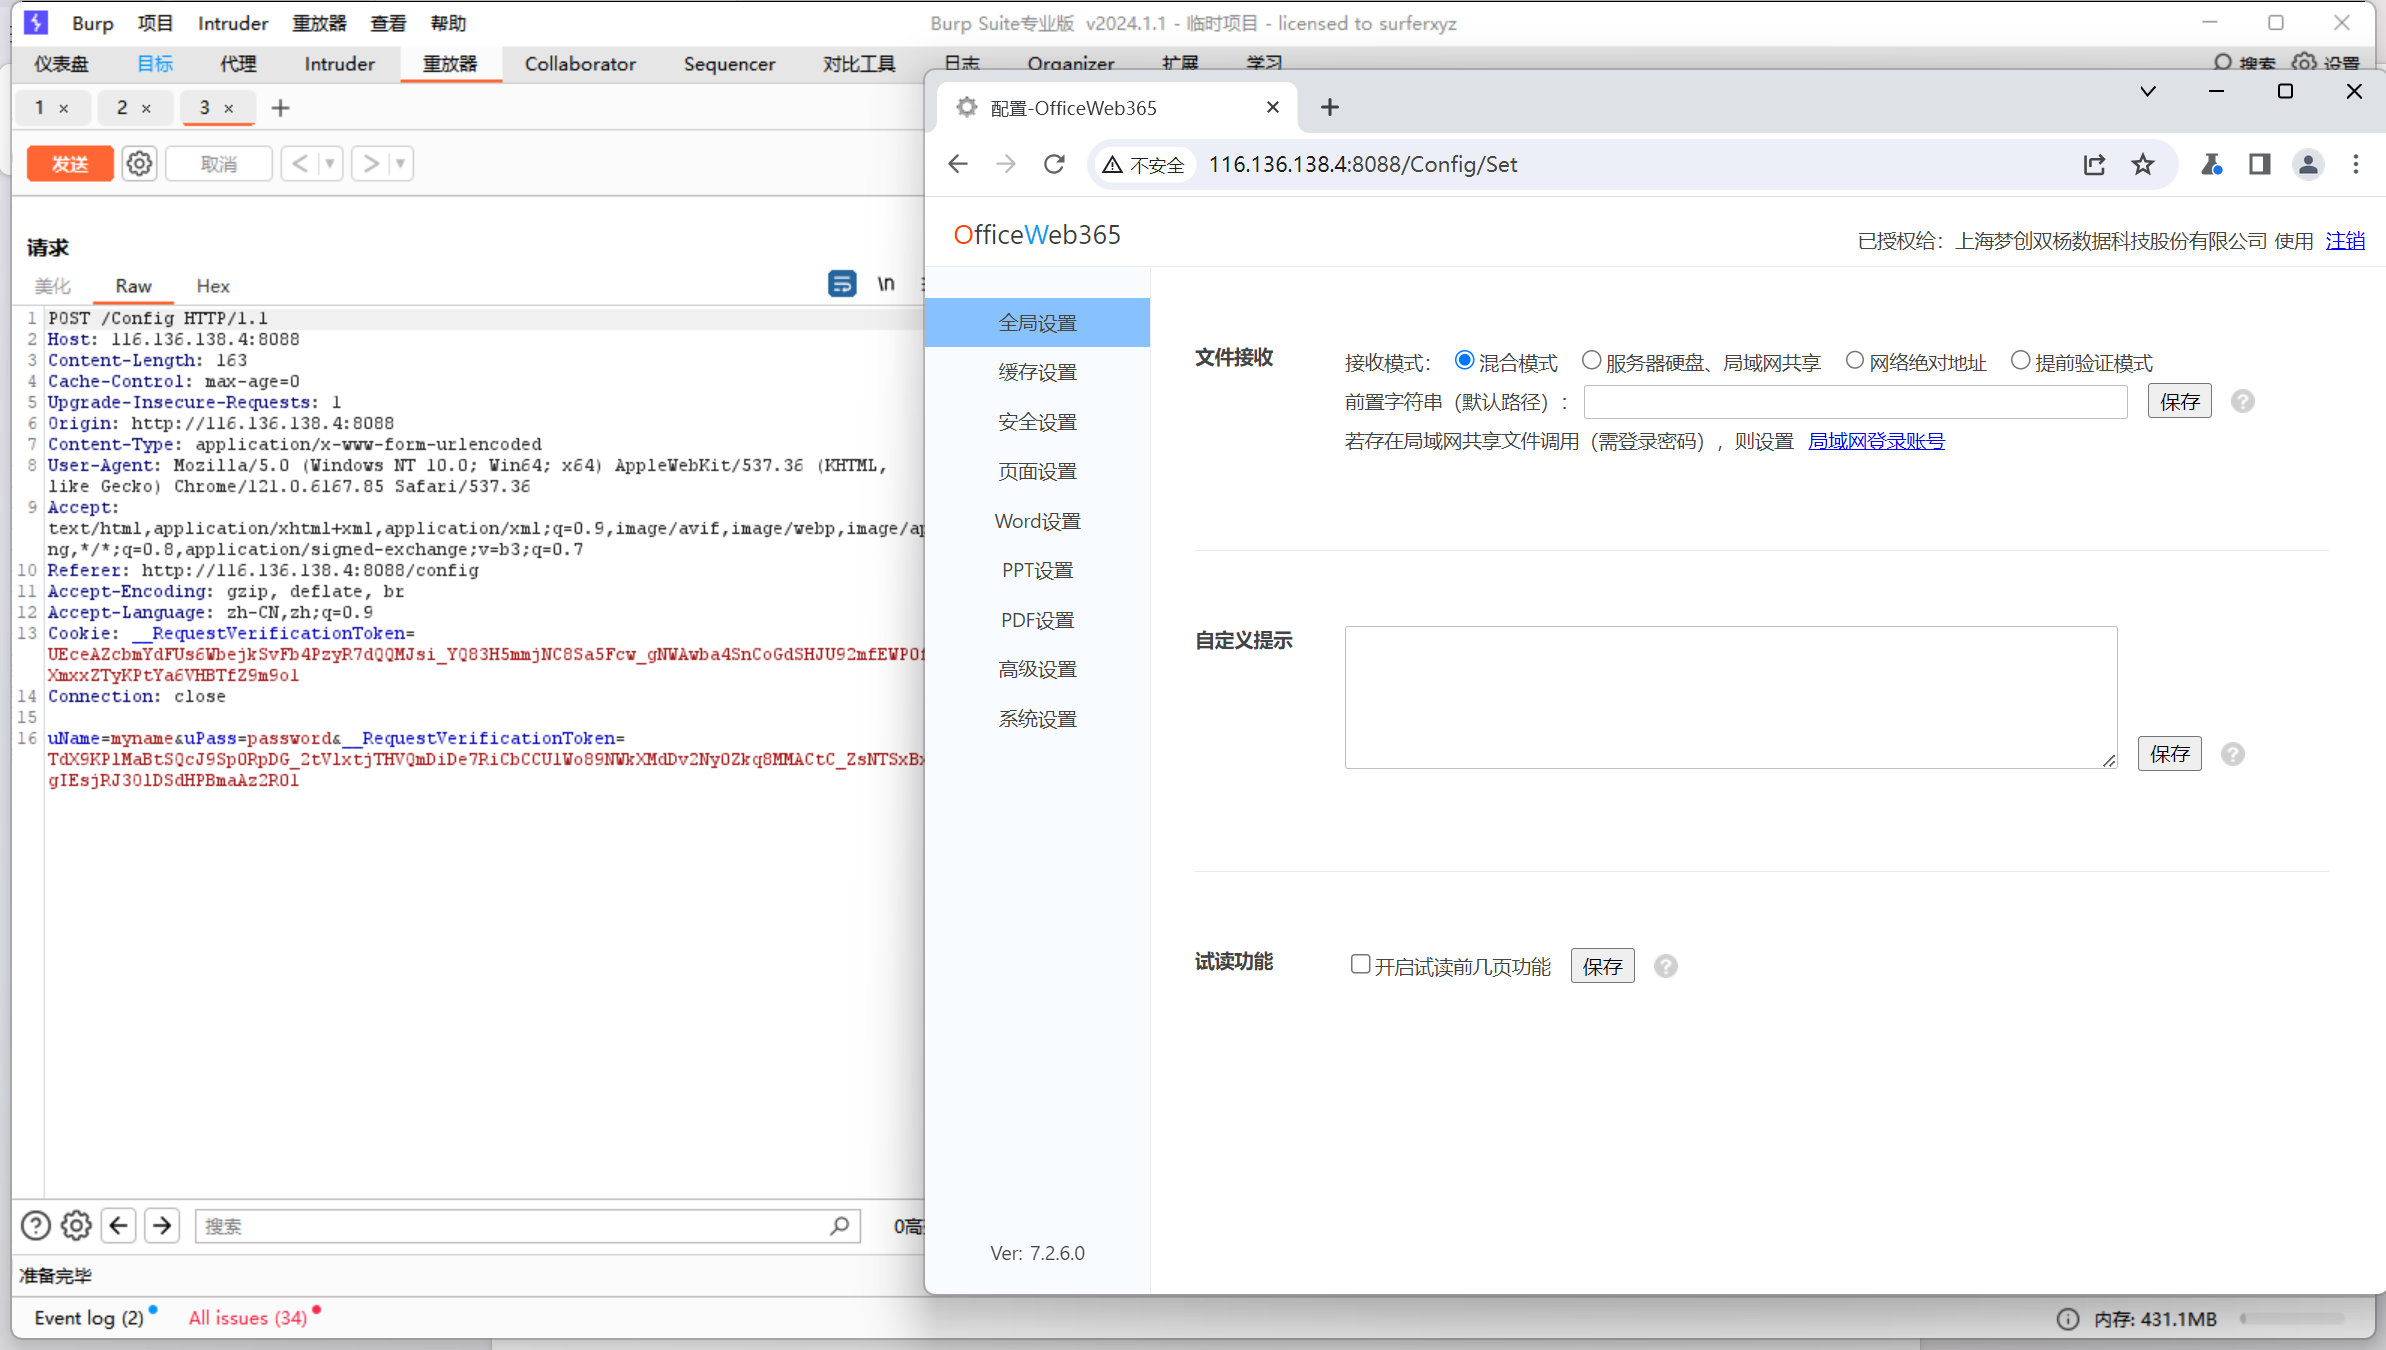 Burp 项目 Intruder 重放器 查看 帮助 Burp Suite专业版 v2024.1.1 - 临时项目 - licensed to surferxyz
仪表盘 目标 代理 Intruder 重放器 Collaborator Sequencer 对比工具 日志 Organizer 扩展 学习 搜索 设置
1 × 2 × 3 × +
发送 取消 < >
请求
美化 Raw Hex \n
1 POST /Config HTTP/1.1
2 Host: 116.136.138.4:8088
3 Content-Length: 163
4 Cache-Control: max-age=0
5 Upgrade-Insecure-Requests: 1
6 Origin: http://116.136.138.4:8088
7 Content-Type: application/x-www-form-urlencoded
8 User-Agent: Mozilla/5.0 (Windows NT 10.0; Win64; x64) AppleWebKit/537.36 (KHTML,
like Gecko) Chrome/121.0.6167.85 Safari/537.36
9 Accept:
text/html,application/xhtml+xml,application/xml;q=0.9,image/avif,image/webp,image/ap
ng,*/*;q=0.8,application/signed-exchange;v=b3;q=0.7
10 Referer: http://116.136.138.4:8088/config
11 Accept-Encoding: gzip, deflate, br
12 Accept-Language: zh-CN,zh;q=0.9
13 Cookie: __RequestVerificationToken=
UEceAZcbmYdFUs6WbejkSvFb4PzyR7dQQMJsi_YQ83H5mmjNC8Sa5Fcw_gNWAwba4SnCoGdSHJU92mfEWP0f
XmxxZTyKPtYa6VHBTfZ9m9o1
14 Connection: close
15
16 uName=myname&uPass=password&__RequestVerificationToken=
TdX9KPlMaBtSQcJ9SpORpDG_2tVlxtjTHVQmDiDe7RiCbCCUlWo89NWkXMdDv2NyOZkq8MMACtC_ZsNTSxBx
gIEsjRJ30lDSdHPBmaAz2R01
搜索 0高
准备完毕
Event log (2) All issues (34) 内存: 431.1MB
配置-OfficeWeb365
不安全 116.136.138.4:8088/Config/Set
OfficeWeb365
已授权给：上海梦创双杨数据科技股份有限公司 使用 注销
全局设置
缓存设置
安全设置
页面设置
Word设置
PPT设置
PDF设置
高级设置
系统设置
Ver: 7.2.6.0
文件接收 接收模式： 混合模式 服务器硬盘、局域网共享 网络绝对地址 提前验证模式
前置字符串（默认路径）： 保存 ?
若存在局域网共享文件调用（需登录密码），则设置 局域网登录账号
自定义提示
保存 ?
试读功能 开启试读前几页功能 保存 ?